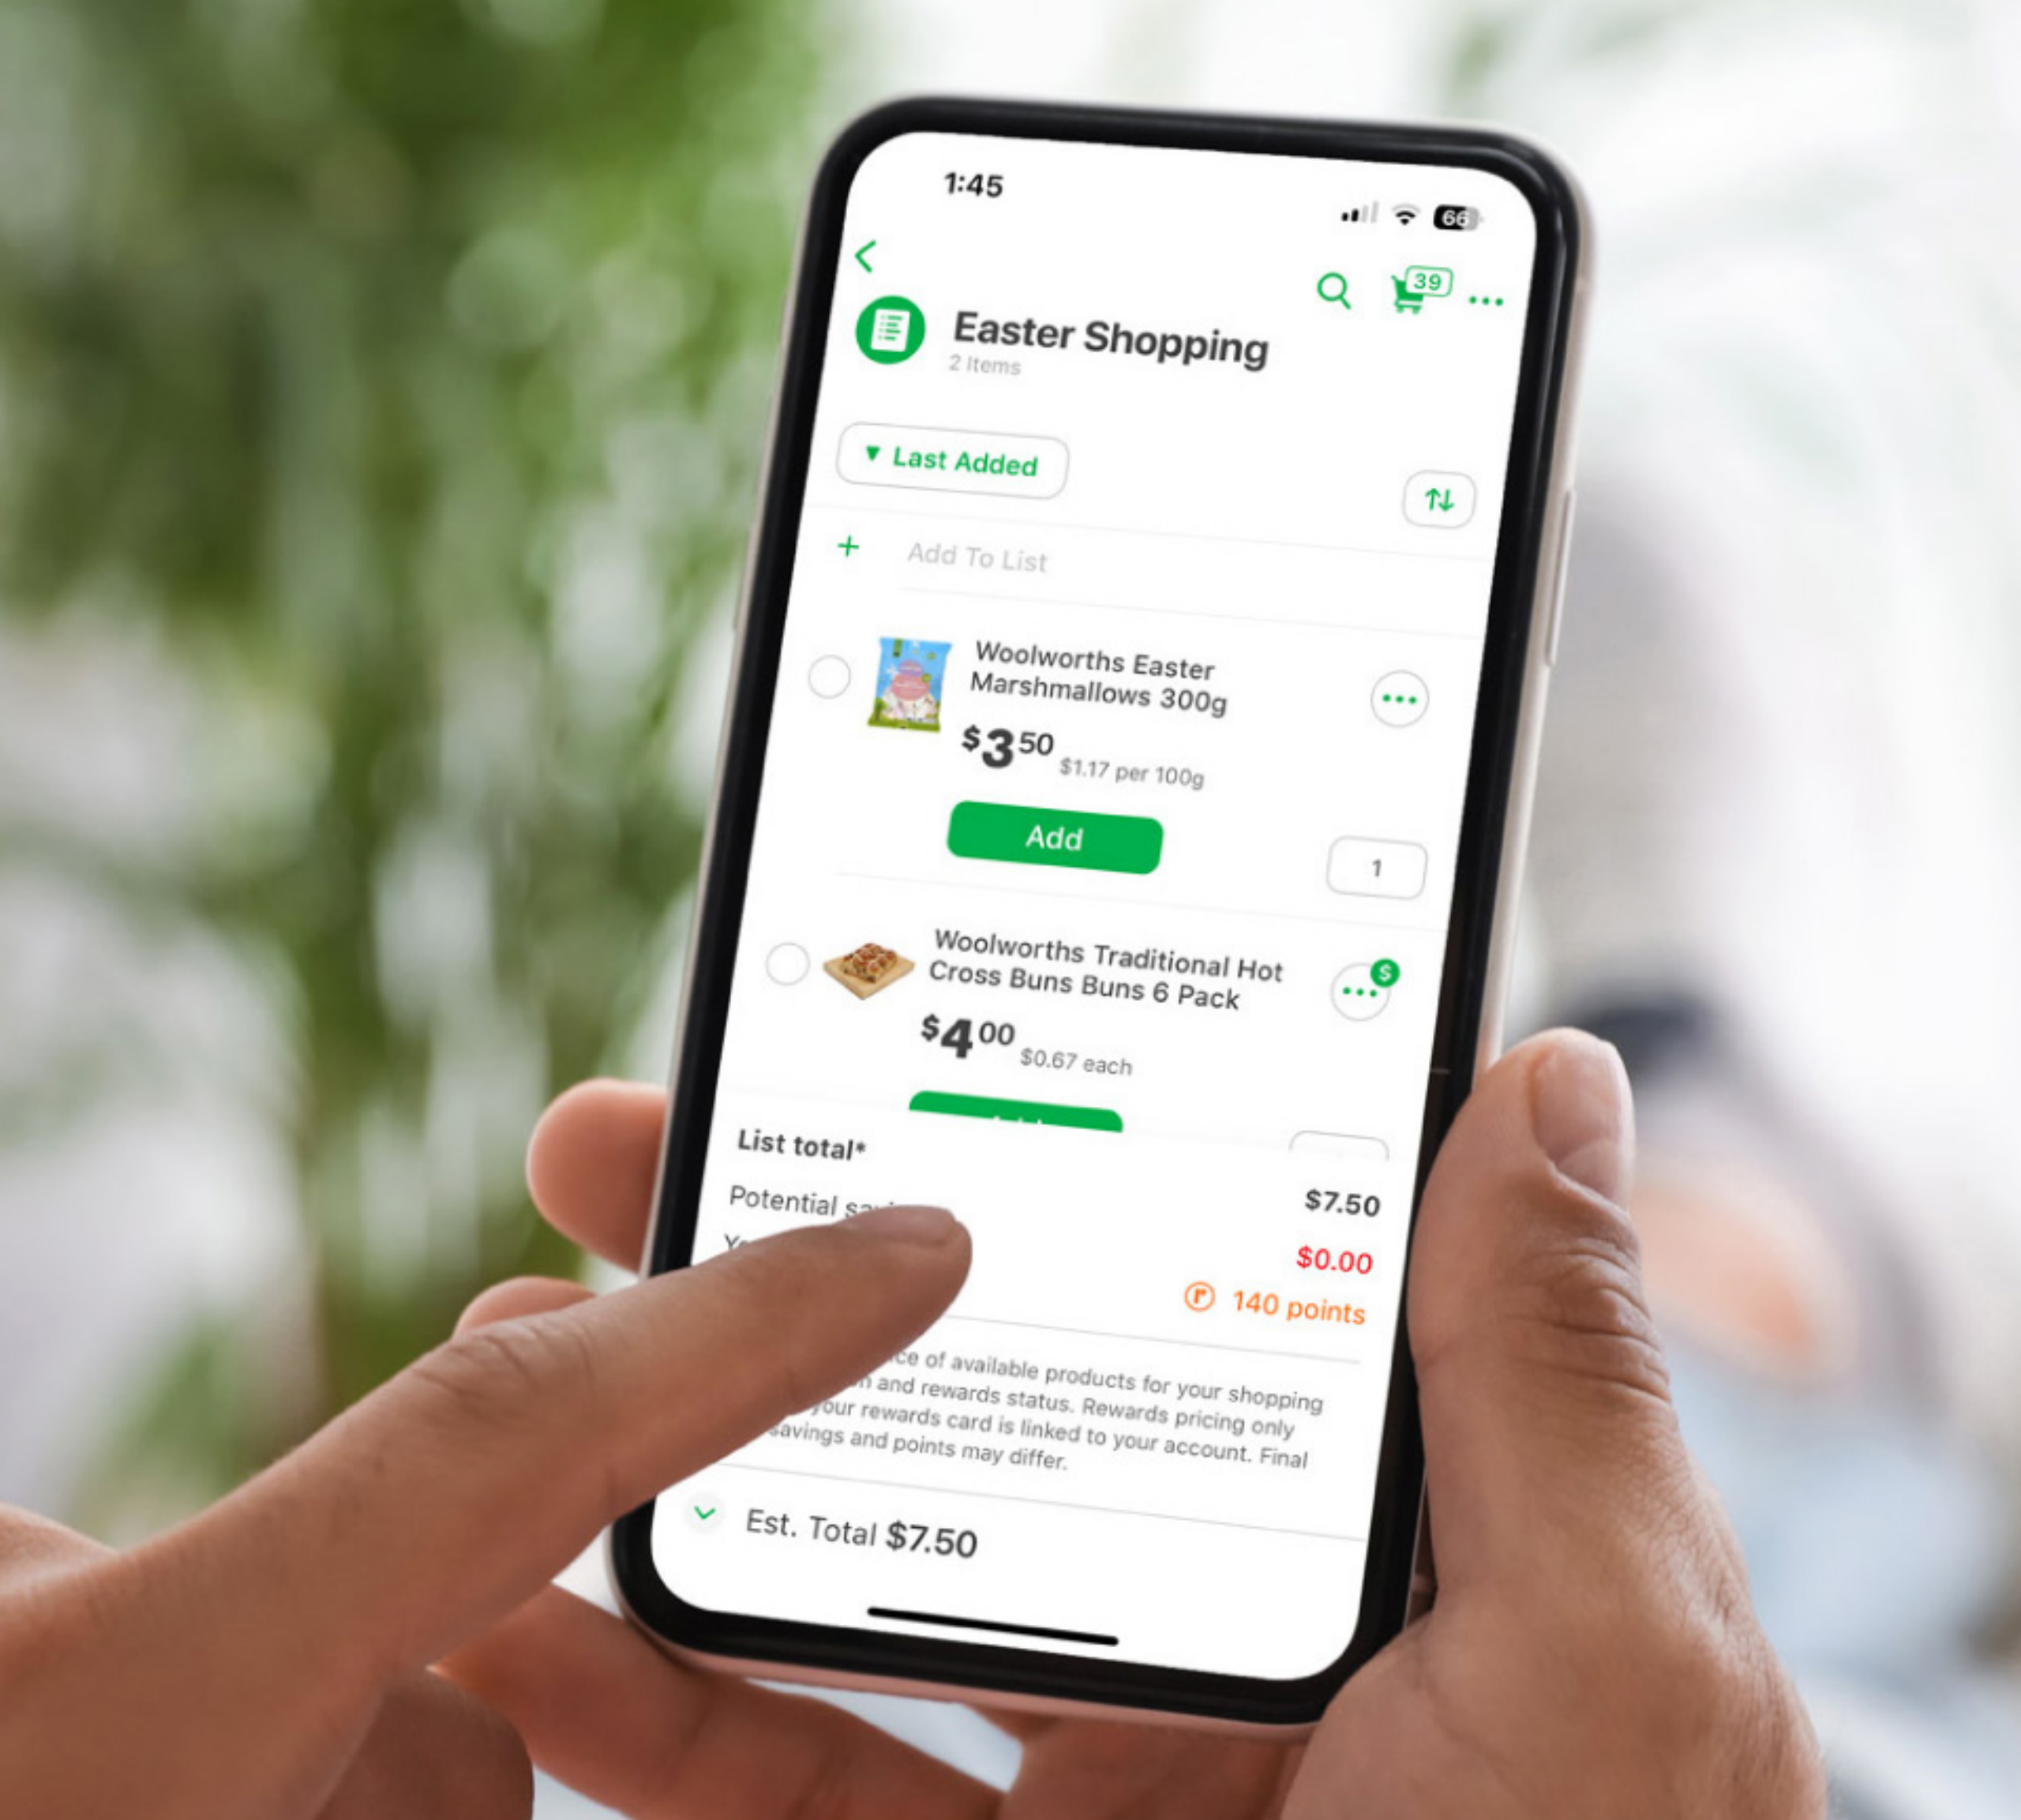 1:45
66
39
Easter Shopping
2 Items
▼ Last Added
+ Add To List
Woolworths Easter
Marshmallows 300g
$3 50 $1.17 per 100g
Add
1
Woolworths Traditional Hot
Cross Buns Buns 6 Pack
$
$4 00 $0.67 each
List total*
$7.50
Potential
$0.00
140 points
of available products for your shopping
and rewards status. Rewards pricing only
your rewards card is linked to your account. Final
savings and points may differ.
Est. Total $7.50